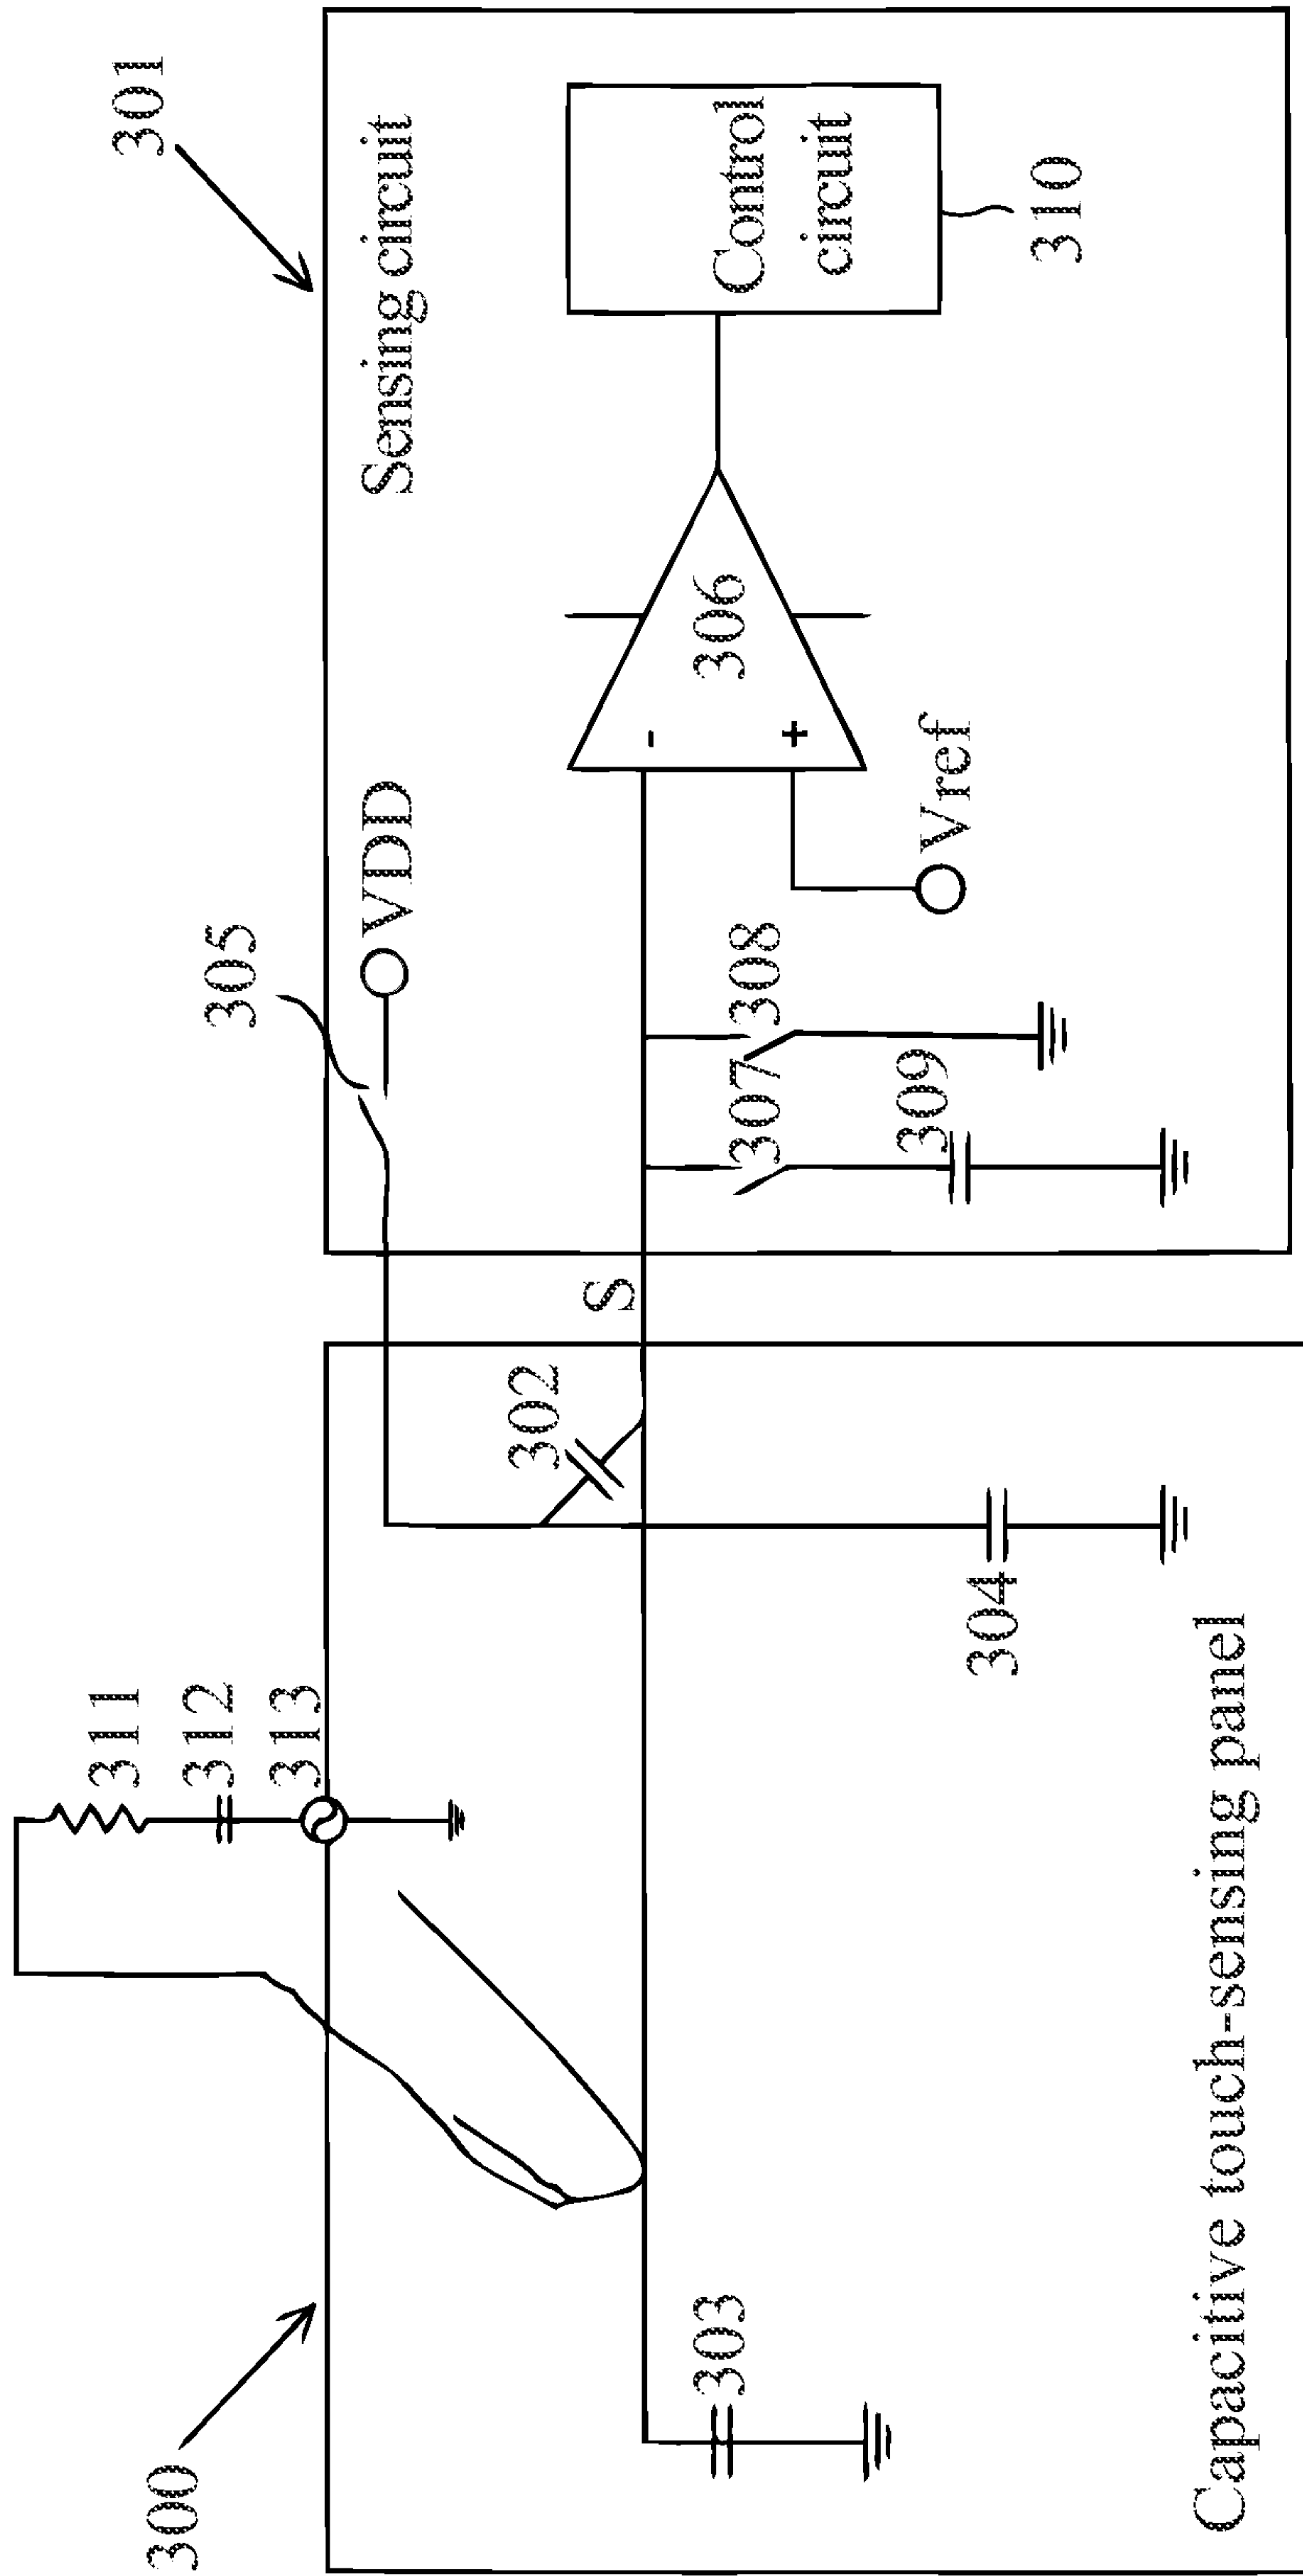 300
301
311
312
313
305
VDD
Sensing circuit
302
S
306
-
+
Control
circuit
303
307
308
Vref
309
310
304
Capacitive touch-sensing panel